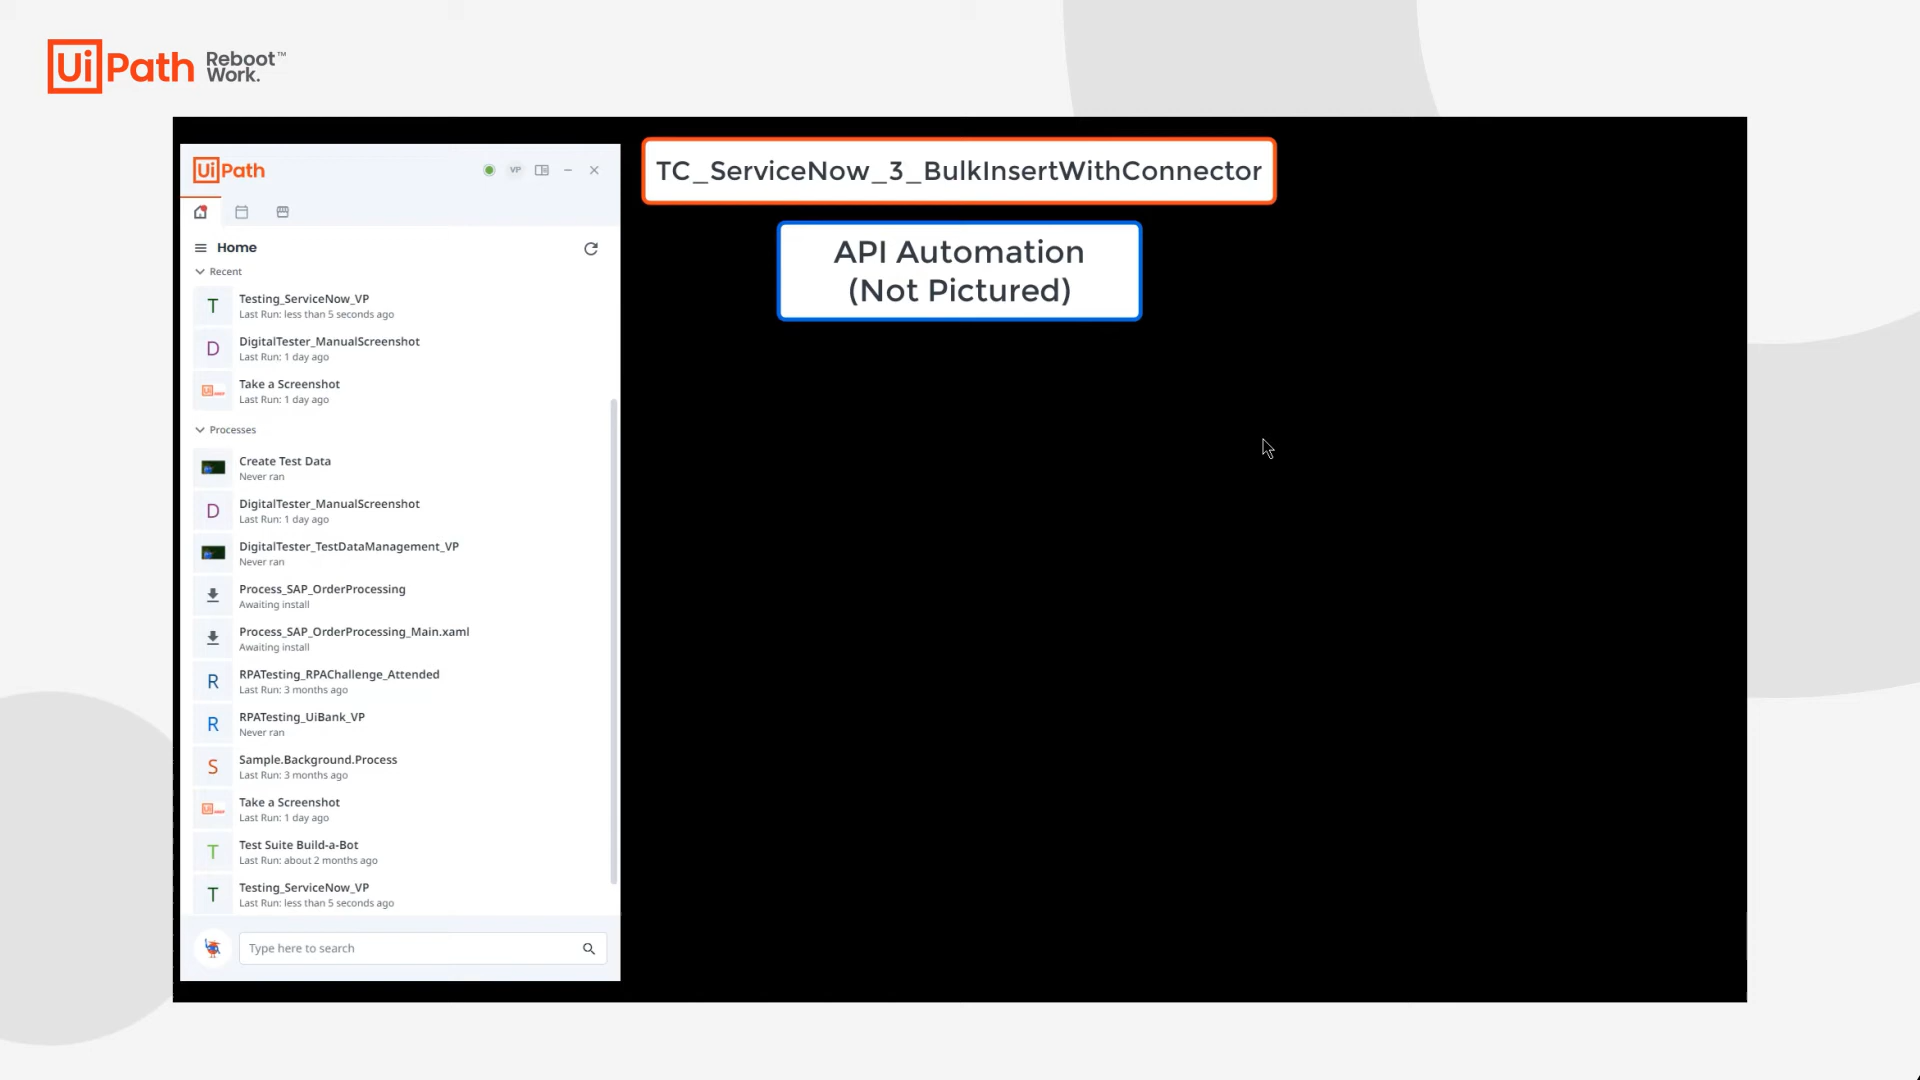 UiPath Reboot™
Work.
TC_ServiceNow_3_BulkInsertWithConnector
API Automation
(Not Pictured)
UiPath
VP
Home
Recent
T
Testing_ServiceNow_VP
Last Run: less than 5 seconds ago
D
DigitalTester_ManualScreenshot
Last Run: 1 day ago
Take a Screenshot
Last Run: 1 day ago
Processes
Create Test Data
Never ran
D
DigitalTester_ManualScreenshot
Last Run: 1 day ago
DigitalTester_TestDataManagement_VP
Never ran
Process_SAP_OrderProcessing
Awaiting install
Process_SAP_OrderProcessing_Main.xaml
Awaiting install
R
RPATesting_RPAChallenge_Attended
Last Run: 3 months ago
R
RPATesting_UiBank_VP
Never ran
S
Sample.Background.Process
Last Run: 3 months ago
Take a Screenshot
Last Run: 1 day ago
T
Test Suite Build-a-Bot
Last Run: about 2 months ago
T
Testing_ServiceNow_VP
Last Run: less than 5 seconds ago
Type here to search